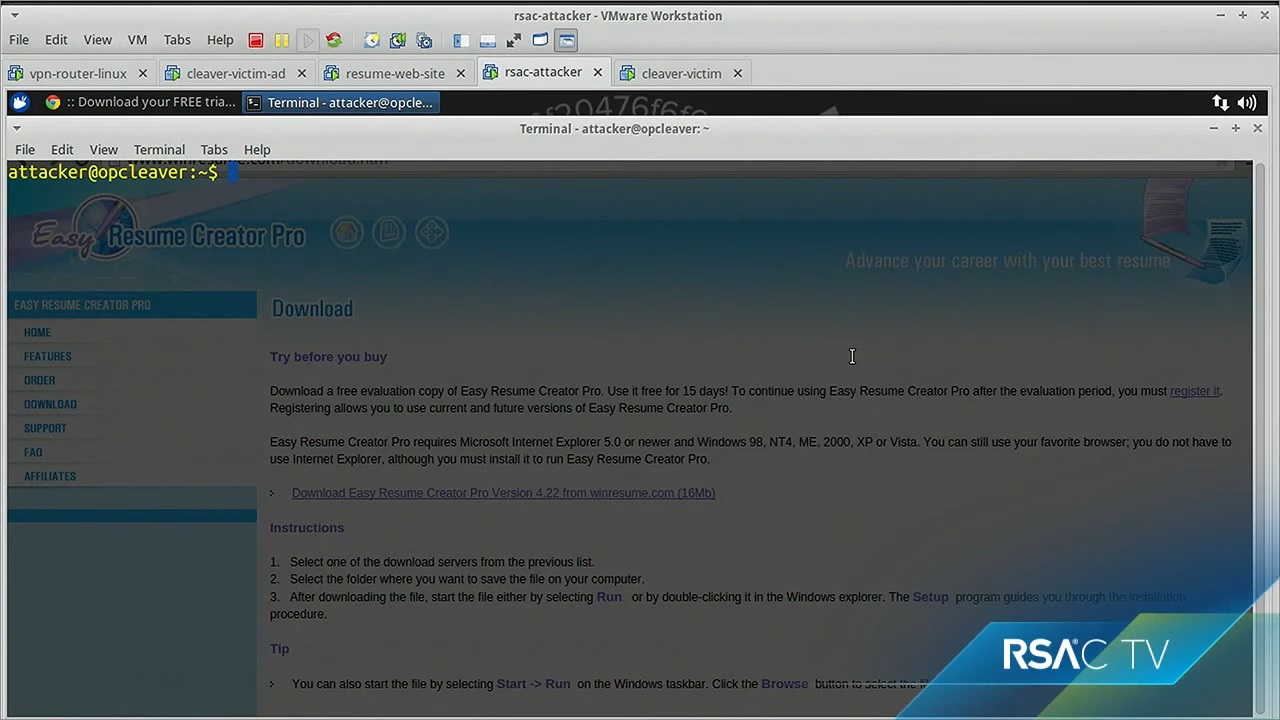 rsac-attacker - VMware Workstation
File Edit View VM Tabs Help
vpn-router-linux cleaver-victim-ad resume-web-site rsac-attacker cleaver-victim
:: Download your FREE tria... Terminal - attacker@opcle...
Terminal - attacker@opcleaver: ~
File Edit View Terminal Tabs Help
attacker@opcleaver:~$
Easy Resume Creator Pro
Advance your career with your best resume
EASY RESUME CREATOR PRO
HOME
FEATURES
ORDER
DOWNLOAD
SUPPORT
FAQ
AFFILIATES
Download
Try before you buy
Download a free evaluation copy of Easy Resume Creator Pro. Use it free for 15 days! To continue using Easy Resume Creator Pro after the evaluation period, you must register it.
Registering allows you to use current and future versions of Easy Resume Creator Pro.
Easy Resume Creator Pro requires Microsoft Internet Explorer 5.0 or newer and Windows 98, NT4, ME, 2000, XP or Vista. You can still use your favorite browser; you do not have to
use Internet Explorer, although you must install it to run Easy Resume Creator Pro.
Download Easy Resume Creator Pro Version 4.22 from winresume.com (16Mb)
Instructions
1. Select one of the download servers from the previous list.
2. Select the folder where you want to save the file on your computer.
3. After downloading the file, start the file either by selecting Run or by double-clicking it in the Windows explorer. The Setup program guides you through the installation
procedure.
Tip
You can also start the file by selecting Start -> Run on the Windows taskbar. Click the Browse button to select the
RSAC TV